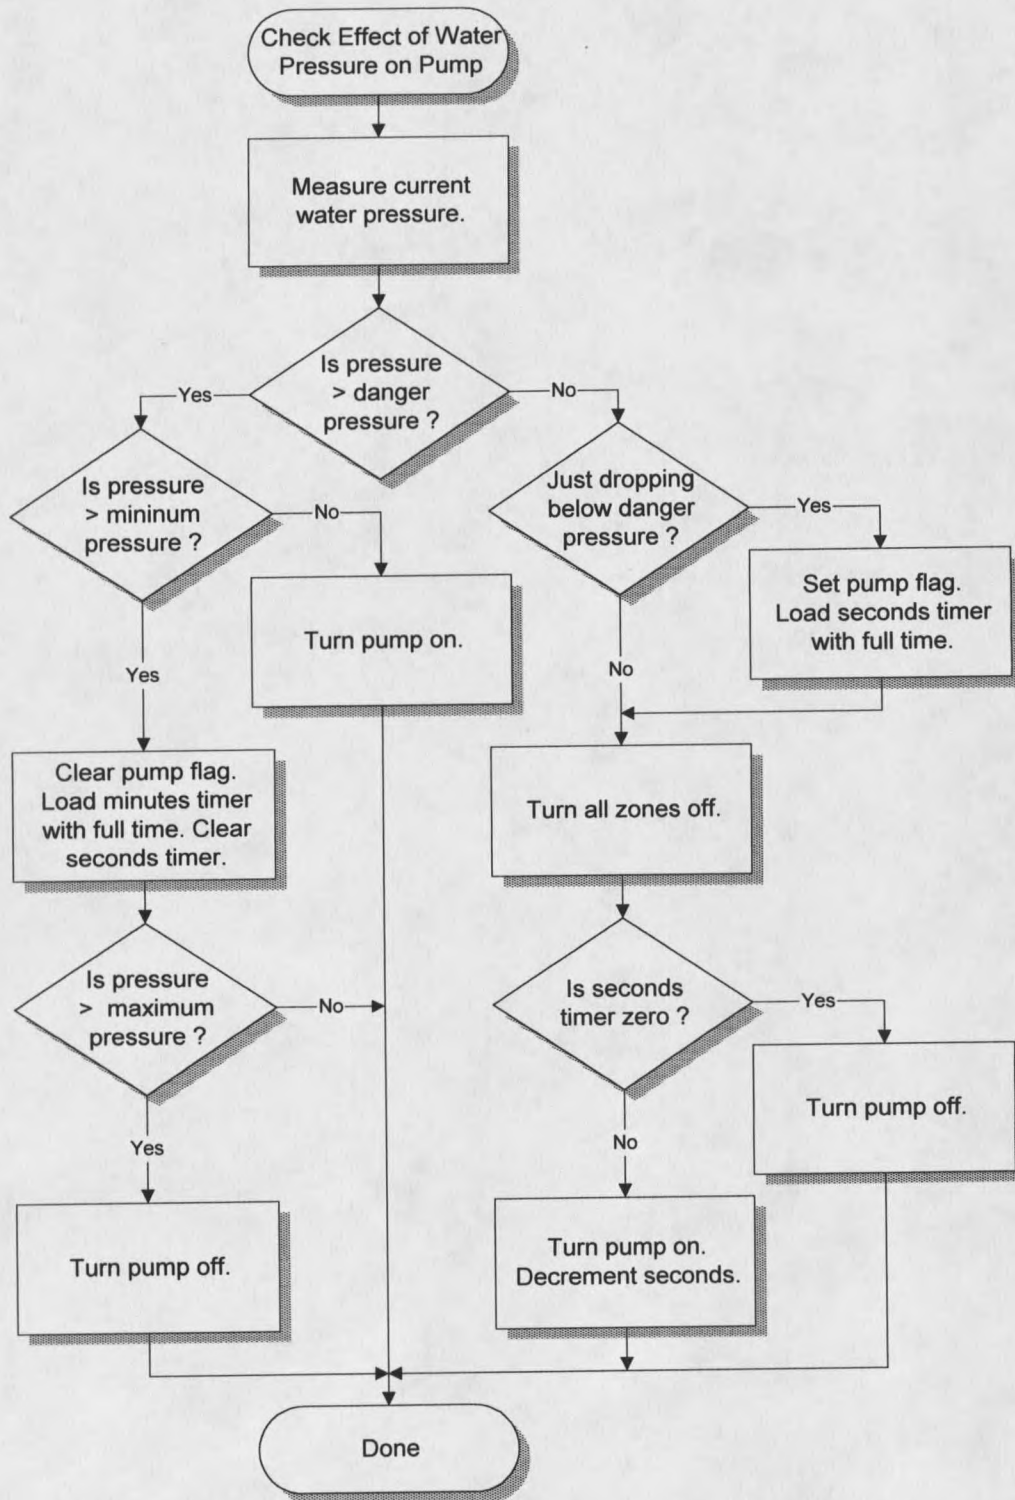 Check Effect of Water
Pressure on Pump
Measure current
water pressure.
Is pressure
> danger
pressure ?
Yes
No
Is pressure
> mininum
pressure ?
No
Just dropping
below danger
pressure ?
Yes
Turn pump on.
Set pump flag.
Load seconds timer
with full time.
Yes
No
Clear pump flag.
Load minutes timer
with full time. Clear
seconds timer.
Turn all zones off.
Is pressure
> maximum
pressure ?
No
Is seconds
timer zero ?
Yes
Turn pump off.
Yes
No
Turn pump off.
Turn pump on.
Decrement seconds.
Done